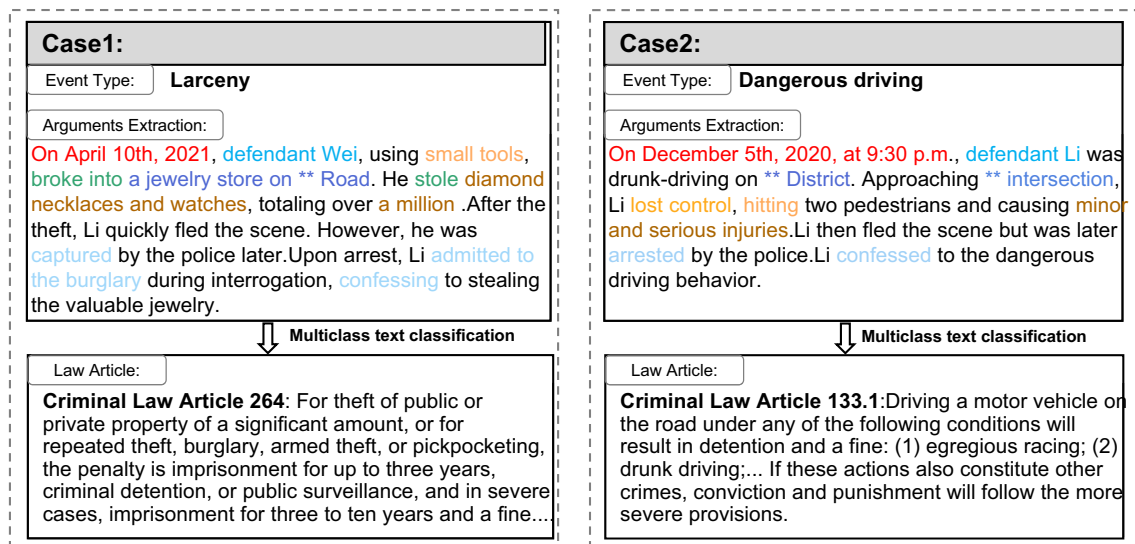 Case1:
Event Type: Larceny
Arguments Extraction:
On April 10th, 2021, defendant Wei, using small tools,
broke into a jewelry store on ** Road. He stole diamond
necklaces and watches, totaling over a million .After the
theft, Li quickly fled the scene. However, he was
captured by the police later.Upon arrest, Li admitted to
the burglary during interrogation, confessing to stealing
the valuable jewelry.
Multiclass text classification
Law Article:
Criminal Law Article 264: For theft of public or
private property of a significant amount, or for
repeated theft, burglary, armed theft, or pickpocketing,
the penalty is imprisonment for up to three years,
criminal detention, or public surveillance, and in severe
cases, imprisonment for three to ten years and a fine....
Case2:
Event Type: Dangerous driving
Arguments Extraction:
On December 5th, 2020, at 9:30 p.m., defendant Li was
drunk-driving on ** District. Approaching ** intersection,
Li lost control, hitting two pedestrians and causing minor
and serious injuries.Li then fled the scene but was later
arrested by the police.Li confessed to the dangerous
driving behavior.
Multiclass text classification
Law Article:
Criminal Law Article 133.1:Driving a motor vehicle on
the road under any of the following conditions will
result in detention and a fine: (1) egregious racing; (2)
drunk driving;... If these actions also constitute other
crimes, conviction and punishment will follow the more
severe provisions.